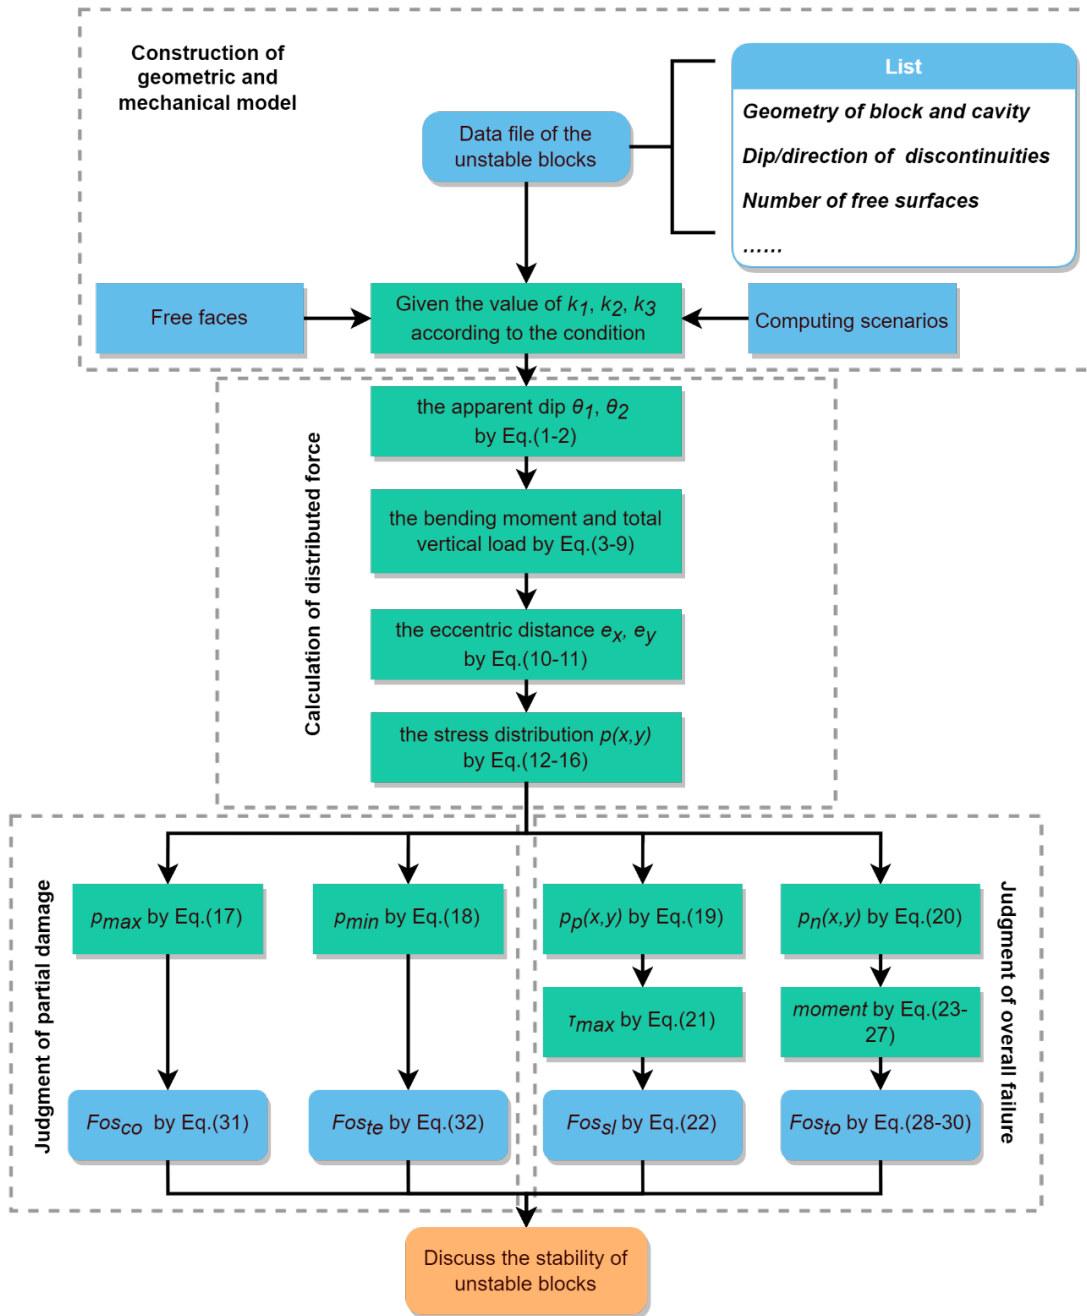 Construction of
geometric and
mechanical model
Data file of the
unstable blocks
List
Geometry of block and cavity
Dip/direction of discontinuities
Number of free surfaces
......
Free faces
Given the value of k1, k2, k3
according to the condition
Computing scenarios
Calculation of distributed force
the apparent dip θ1, θ2
by Eq.(1-2)
the bending moment and total
vertical load by Eq.(3-9)
the eccentric distance ex, ey
by Eq.(10-11)
the stress distribution p(x,y)
by Eq.(12-16)
Judgment of partial damage
pmax by Eq.(17)
pmin by Eq.(18)
pp(x,y) by Eq.(19)
pn(x,y) by Eq.(20)
Judgment of overall failure
τmax by Eq.(21)
moment by Eq.(23-
27)
Fosco by Eq.(31)
Foste by Eq.(32)
Fossl by Eq.(22)
Fosto by Eq.(28-30)
Discuss the stability of
unstable blocks